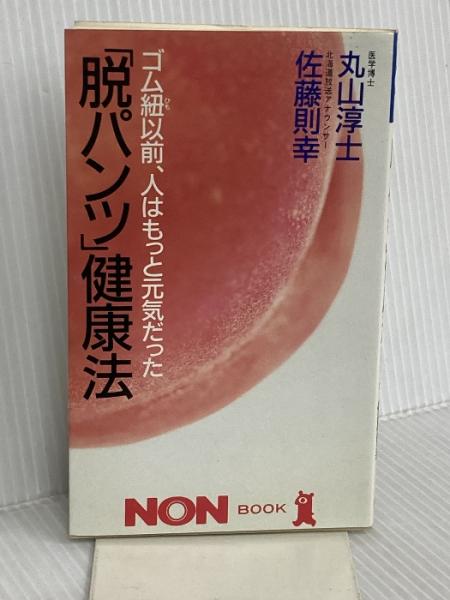 医学博士
丸山淳士
北海道放送アナウンサー
佐藤則幸
ゴム紐以前、人はもっと元気だった
ひも
「脱パンツ」健康法
NON BOOK